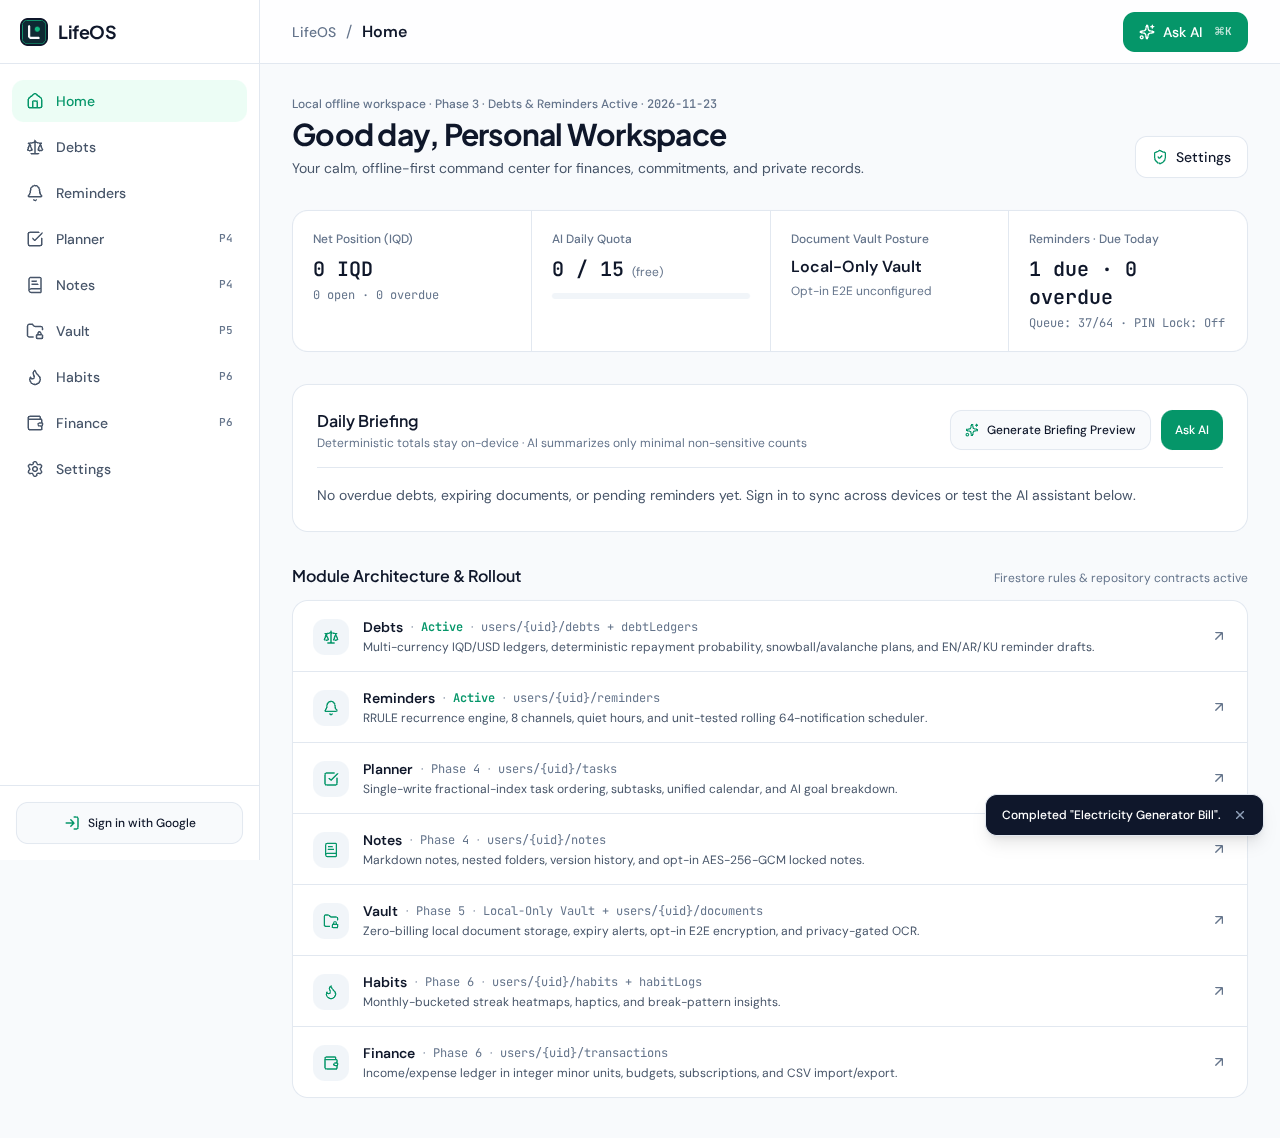 LifeOS
LifeOS / Home
Ask AI ⌘K
Home
Debts
Reminders
Planner P4
Notes P4
Vault P5
Habits P6
Finance P6
Settings
Sign in with Google
Local offline workspace · Phase 3 · Debts & Reminders Active · 2026-11-23
Good day, Personal Workspace
Your calm, offline-first command center for finances, commitments, and private records.
Settings
Net Position (IQD)
0 IQD
0 open · 0 overdue
AI Daily Quota
0 / 15 (free)
Document Vault Posture
Local-Only Vault
Opt-in E2E unconfigured
Reminders · Due Today
1 due · 0
overdue
Queue: 37/64 · PIN Lock: Off
Daily Briefing
Deterministic totals stay on-device · AI summarizes only minimal non-sensitive counts
Generate Briefing Preview
Ask AI
No overdue debts, expiring documents, or pending reminders yet. Sign in to sync across devices or test the AI assistant below.
Module Architecture & Rollout
Firestore rules & repository contracts active
Debts · Active · users/{uid}/debts + debtLedgers
Multi-currency IQD/USD ledgers, deterministic repayment probability, snowball/avalanche plans, and EN/AR/KU reminder drafts.
Reminders · Active · users/{uid}/reminders
RRULE recurrence engine, 8 channels, quiet hours, and unit-tested rolling 64-notification scheduler.
Planner · Phase 4 · users/{uid}/tasks
Single-write fractional-index task ordering, subtasks, unified calendar, and AI goal breakdown.
Completed "Electricity Generator Bill".
Notes · Phase 4 · users/{uid}/notes
Markdown notes, nested folders, version history, and opt-in AES-256-GCM locked notes.
Vault · Phase 5 · Local-Only Vault + users/{uid}/documents
Zero-billing local document storage, expiry alerts, opt-in E2E encryption, and privacy-gated OCR.
Habits · Phase 6 · users/{uid}/habits + habitLogs
Monthly-bucketed streak heatmaps, haptics, and break-pattern insights.
Finance · Phase 6 · users/{uid}/transactions
Income/expense ledger in integer minor units, budgets, subscriptions, and CSV import/export.